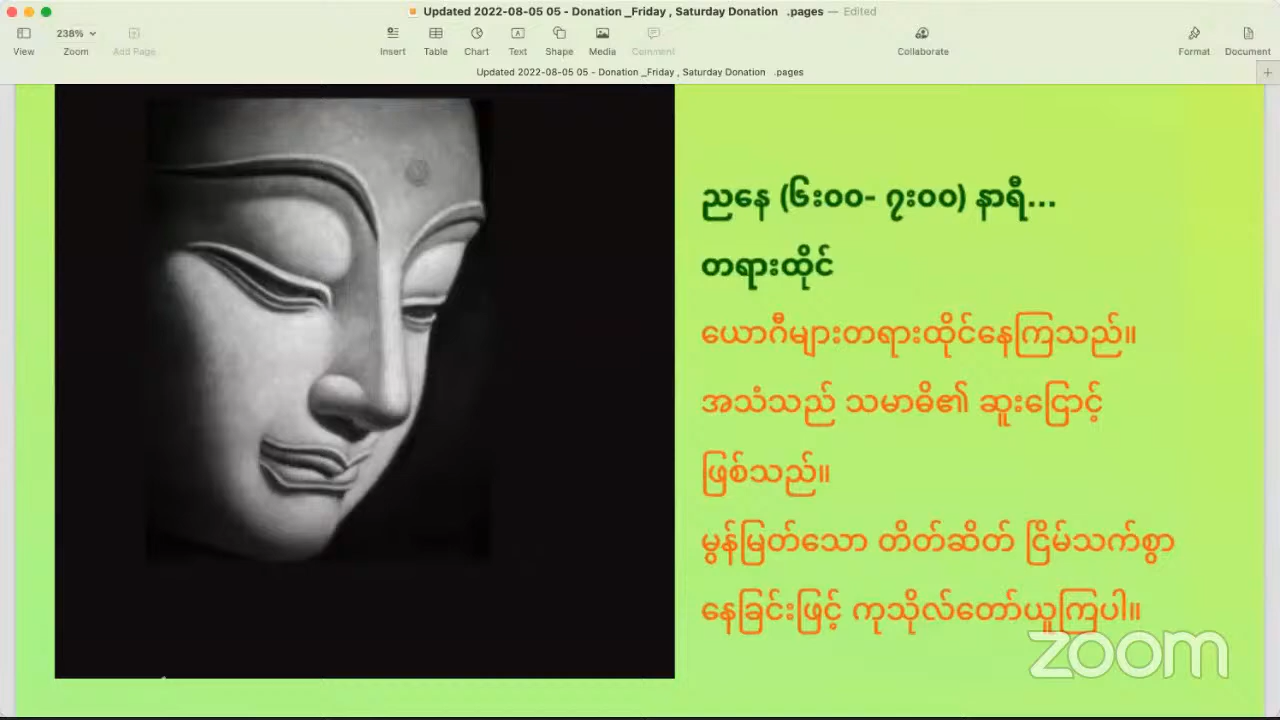 Updated 2022-08-05 05 - Donation _Friday , Saturday Donation .pages — Edited
238%
View Zoom Add Page Insert Table Chart Text Shape Media Comment Collaborate Format Document
Updated 2022-08-05 05 - Donation _Friday , Saturday Donation .pages
ညနေ (၆းဝဝ- ၇းဝဝ) နာရီ...
တရားထိုင်
ယောဂီများတရားထိုင်နေကြသည်။
အသံသည် သမာဓိ၏ ဆူးငြောင့်
ဖြစ်သည်။
မွန်မြတ်သော တိတ်ဆိတ် ငြိမ်သက်စွာ
နေခြင်းဖြင့် ကုသိုလ်တော်ယူကြပါ။
zoom